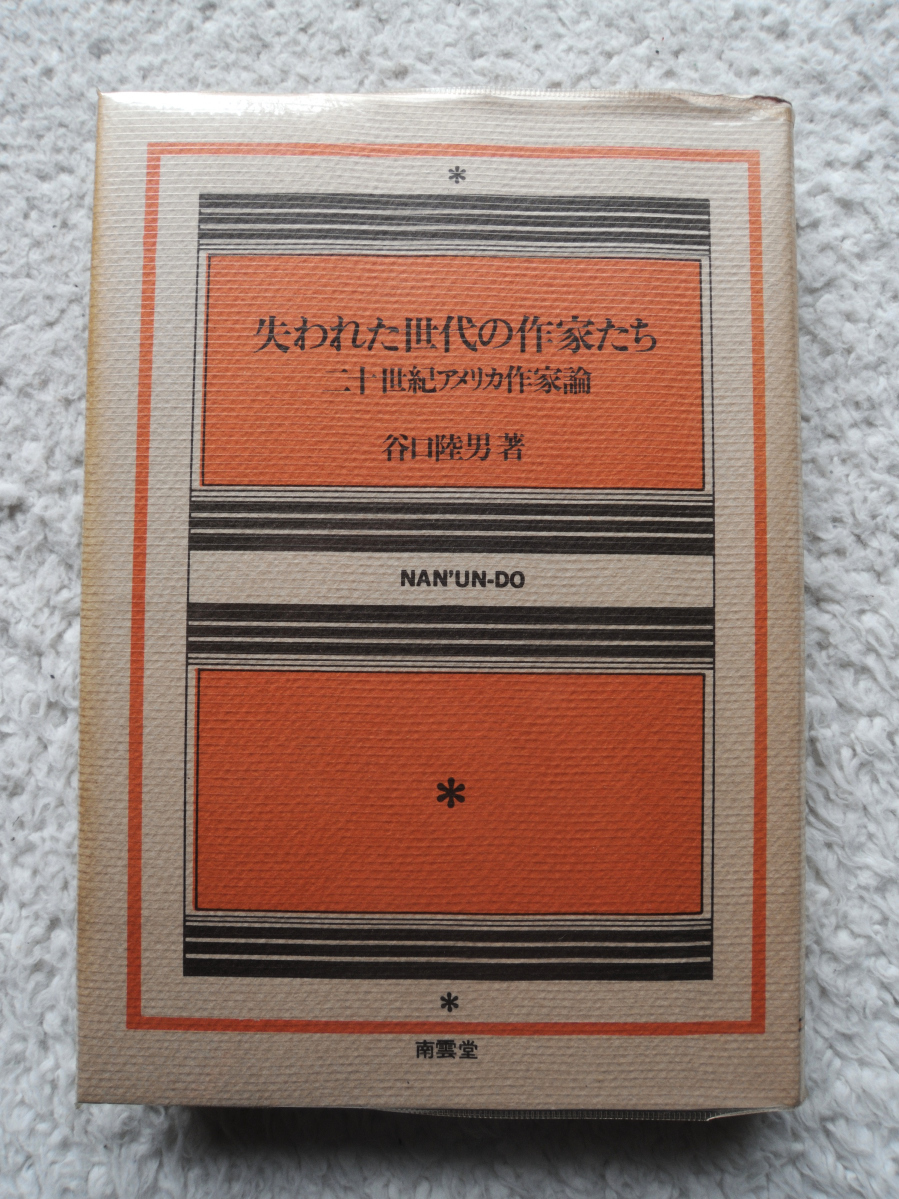 失われた世代の作家たち
二十世紀アメリカ作家論
谷口陸男著
NAN'UN-DO
南雲堂